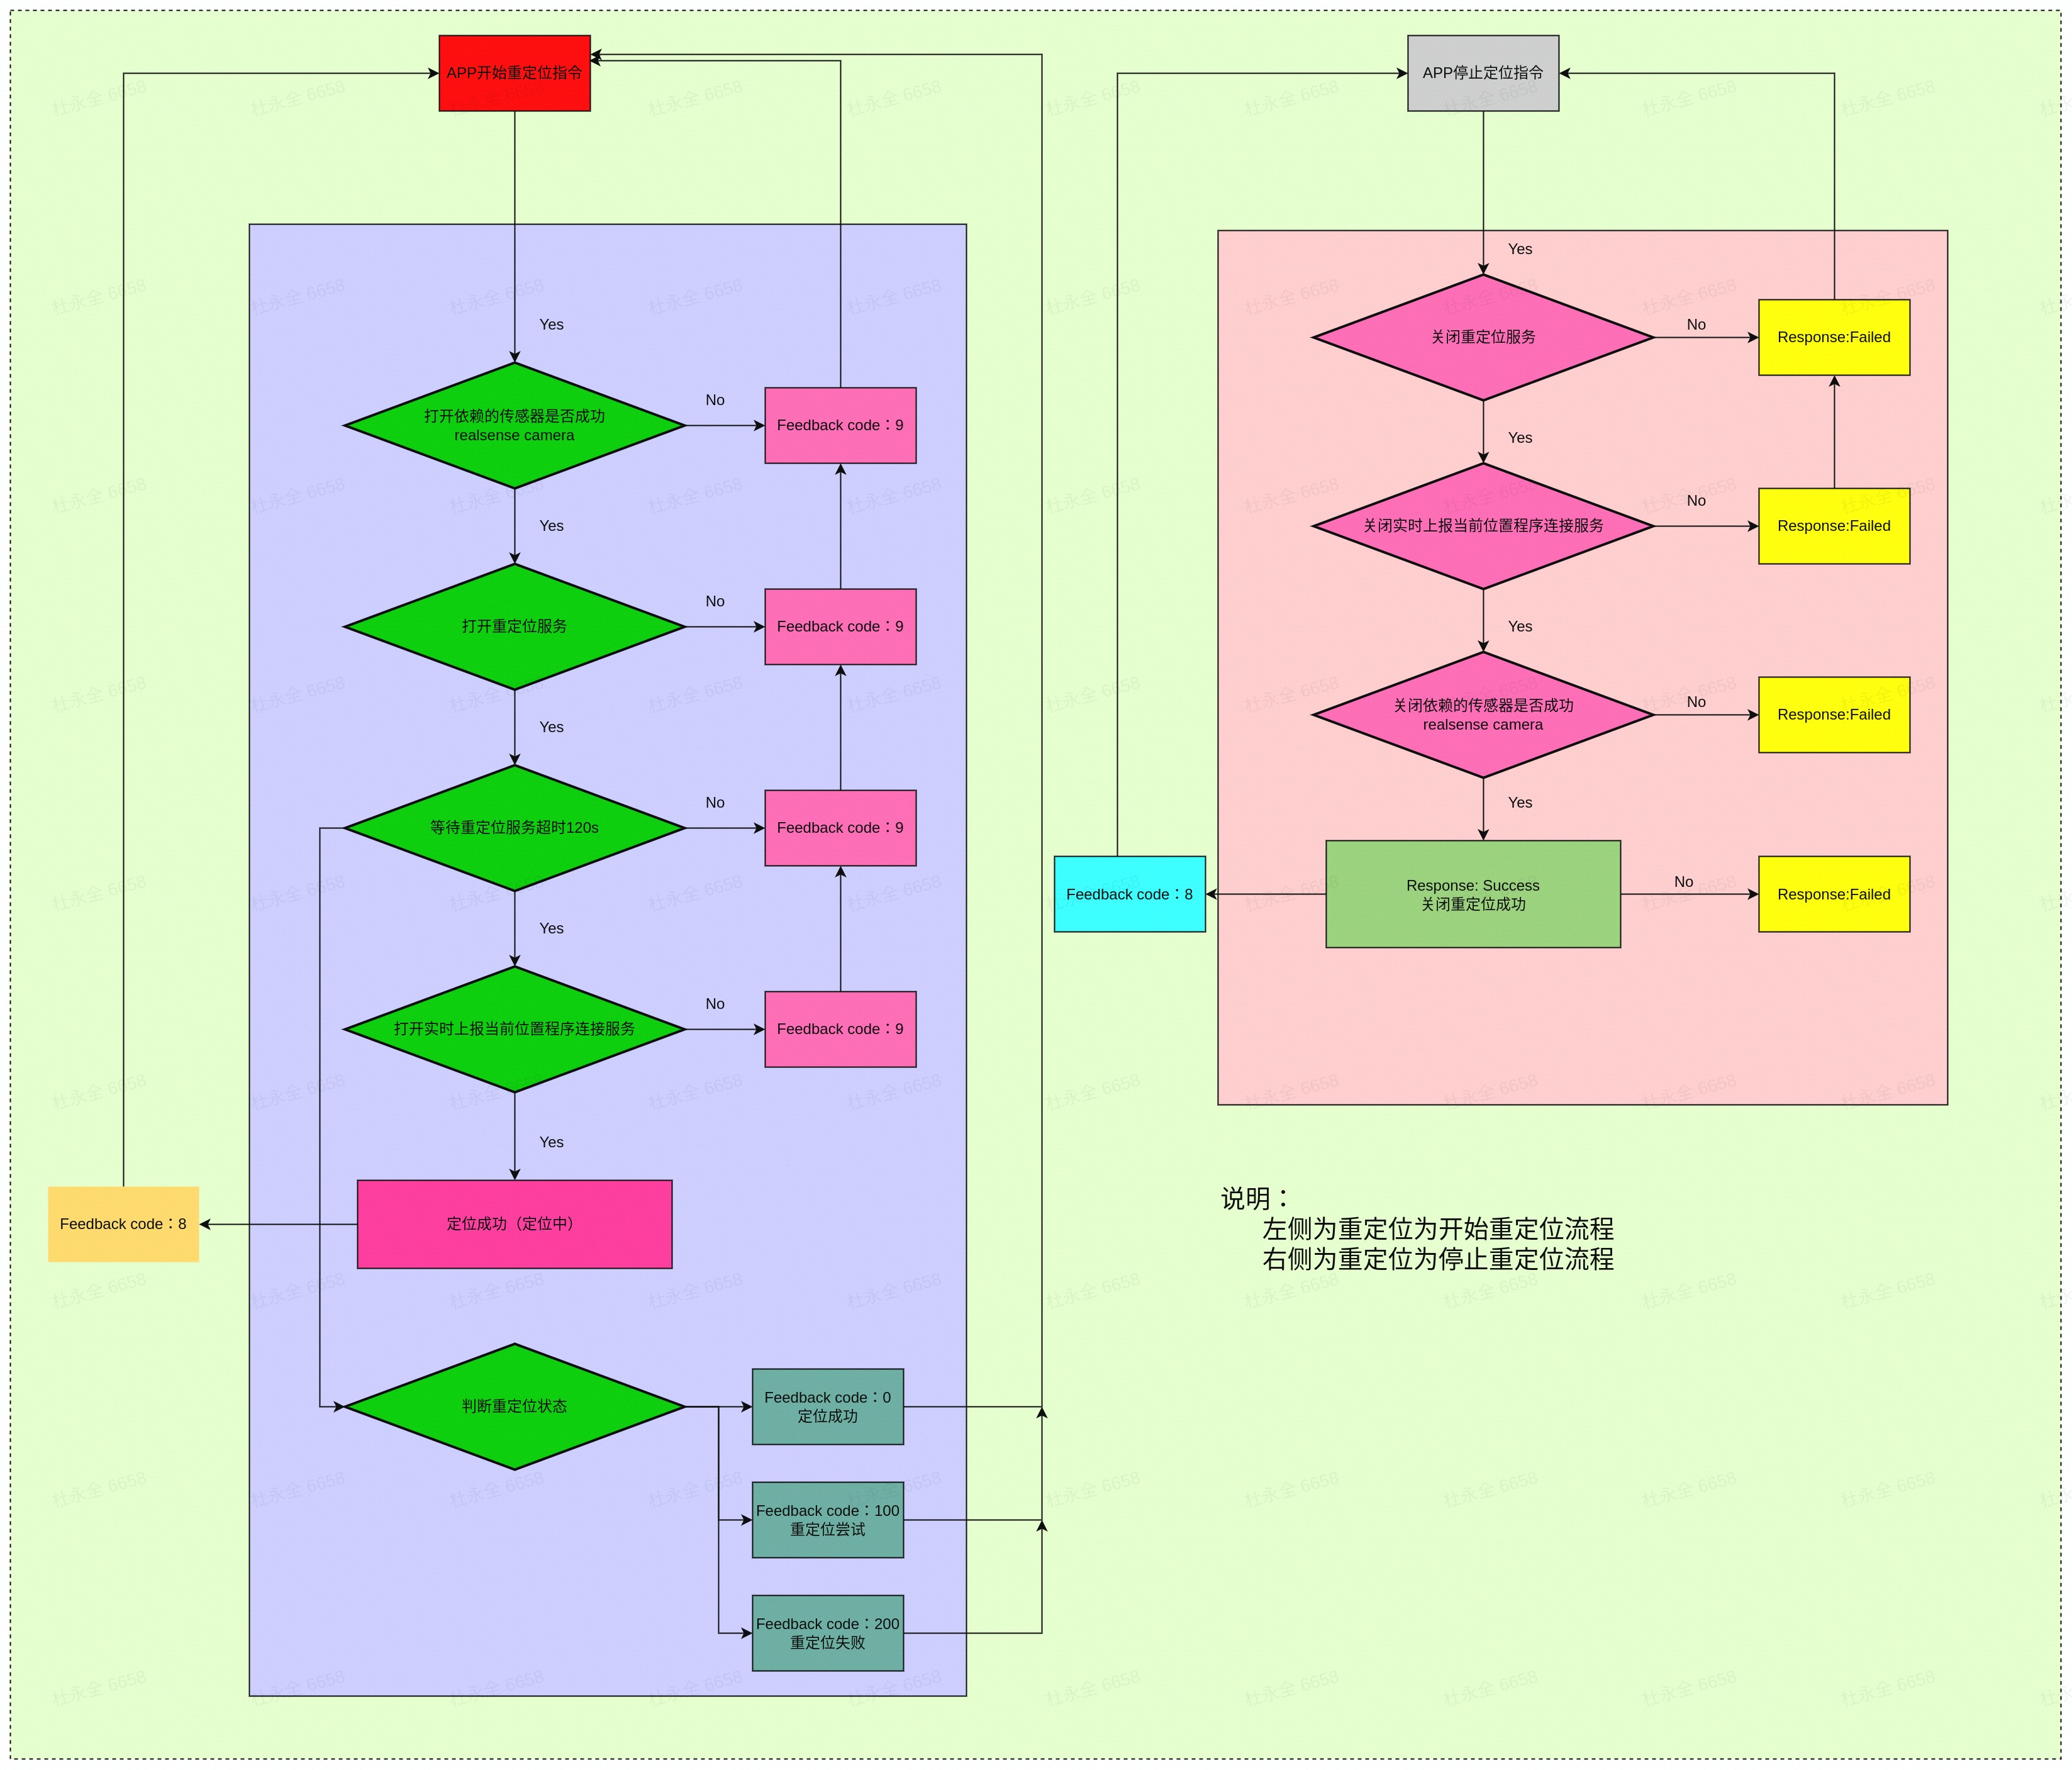 APP开始重定位指令
Yes
打开依赖的传感器是否成功
realsense camera
No
Feedback code：9
Yes
打开重定位服务
No
Feedback code：9
Yes
等待重定位服务超时120s
No
Feedback code：9
Yes
打开实时上报当前位置程序连接服务
No
Feedback code：9
Yes
定位成功（定位中）
Feedback code：8
判断重定位状态
Feedback code：0
定位成功
Feedback code：100
重定位尝试
Feedback code：200
重定位失败
APP停止定位指令
Yes
关闭重定位服务
No
Response:Failed
Yes
关闭实时上报当前位置程序连接服务
No
Response:Failed
Yes
关闭依赖的传感器是否成功
realsense camera
No
Response:Failed
Yes
Response: Success
关闭重定位成功
No
Response:Failed
Feedback code：8
说明：
左侧为重定位为开始重定位流程
右侧为重定位为停止重定位流程
杜永全 6658